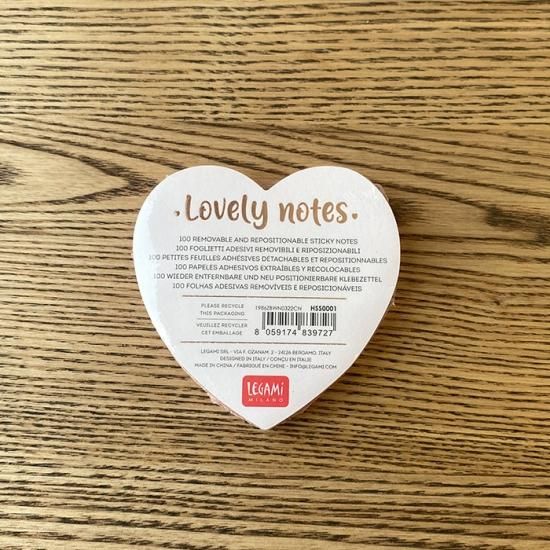 ·Lovely notes·
100 REMOVABLE AND REPOSITIONABLE STICKY NOTES
100 FOGLIETTI ADESIVI REMOVIBILI E RIPOSIZIONABILI
100 PETITES FEUILLES ADHÉSIVES DÉTACHABLES ET REPOSITIONNABLES
100 PAPELES ADHESIVOS EXTRAÍBLES Y RECOLOCABLES
100 WIEDER ENTFERNBARE UND NEU POSITIONIERBARE KLEBEZETTEL
100 FOLHAS ADESIVAS REMOVÍVEIS E REPOSICIONÁVEIS
PLEASE RECYCLE
THIS PACKAGING
VEUILLEZ RECYCLER
CET EMBALLAGE
HSS0001
8 059174 839727
LEGAMI SRL - VIA F. OZANAM, 2 - 24126 BERGAMO, ITALY
DESIGNED IN ITALY / CONÇU EN ITALIE
MADE IN CHINA / FABRIQUÉ EN CHINE - INFO@LEGAMI.COM
LEGAMI
MILANO